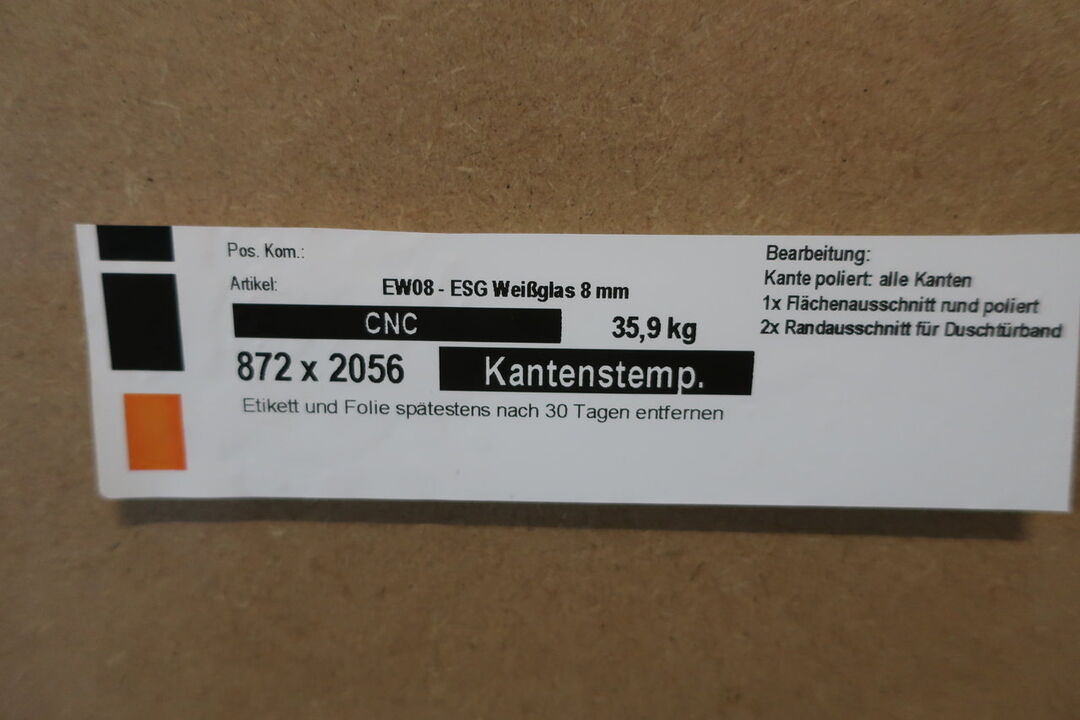 Pos. Kom.:
Artikel: EW08 - ESG Weißglas 8 mm
CNC 35,9 kg
872 x 2056 Kantenstemp.
Etikett und Folie spätestens nach 30 Tagen entfernen
Bearbeitung:
Kante poliert: alle Kanten
1x Flächenausschnitt rund poliert
2x Randausschnitt für Duschtürband